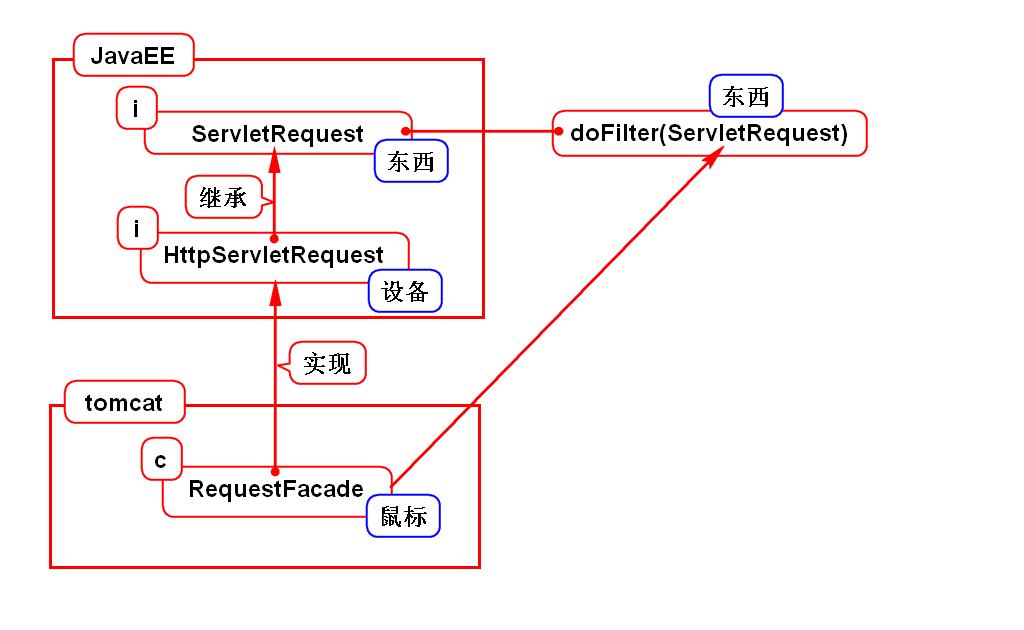 JavaEE
i
ServletRequest
东西
继承
i
HttpServletRequest
设备
实现
tomcat
c
RequestFacade
鼠标
东西
doFilter(ServletRequest)